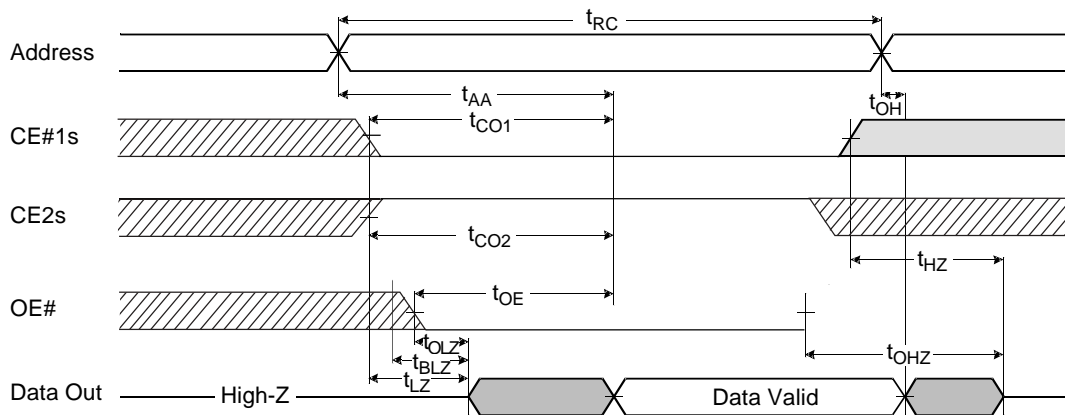 tRC
Address
tAA
tOH
tCO1
CE#1s
CE2s
tCO2
tHZ
tOE
OE#
tOLZ
tOHZ
tBLZ
tLZ
Data Out
High-Z
Data Valid